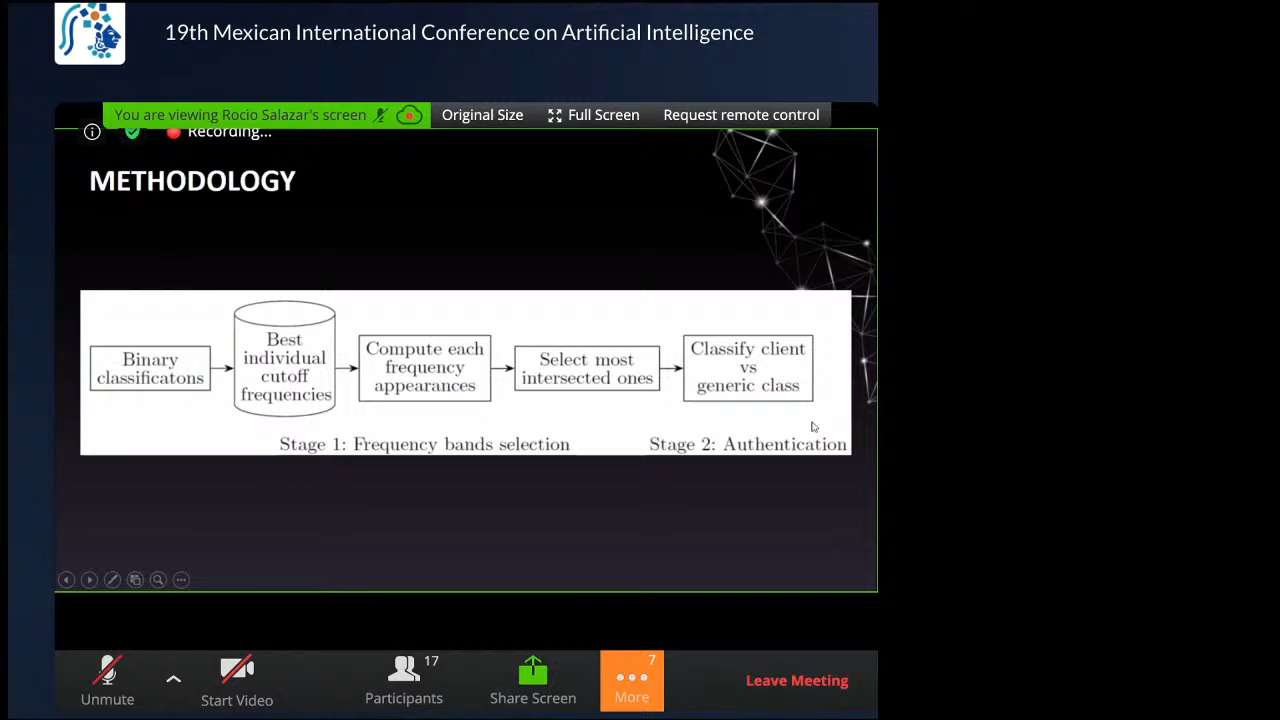 19th Mexican International Conference on Artificial Intelligence
You are viewing Rocio Salazar's screen
Original Size
Full Screen
Request remote control
Recording...
METHODOLOGY
Binary
classificatons
Best
individual
cutoff
frequencies
Compute each
frequency
appearances
Select most
intersected ones
Classify client
vs
generic class
Stage 1: Frequency bands selection
Stage 2: Authentication
Unmute
Start Video
17
Participants
Share Screen
7
More
Leave Meeting